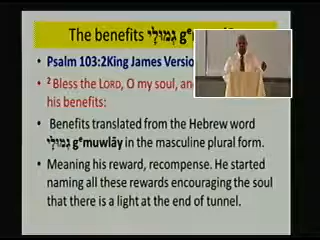 The benefits גְּמוּלָי gᵉmuwlāy
• Psalm 103:2King James Versio
• ² Bless the LORD, O my soul, an
his benefits:
• Benefits translated from the Hebrew word
גְּמוּלָי gᵉmuwlāy in the masculine plural form.
• Meaning his reward, recompense. He started
naming all these rewards encouraging the soul
that there is a light at the end of tunnel.